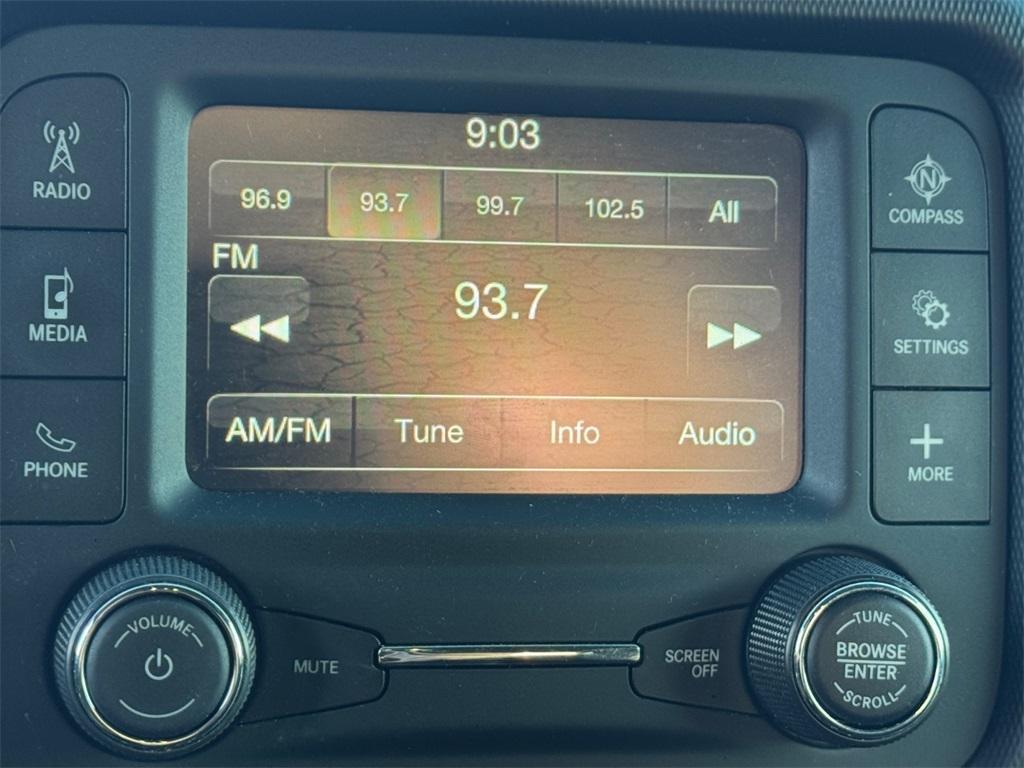 9:03
96.9 93.7 99.7 102.5 All
FM
93.7
AM/FM Tune Info Audio
RADIO
MEDIA
PHONE
N
COMPASS
SETTINGS
MORE
VOLUME
MUTE
SCREEN
OFF
TUNE
BROWSE
ENTER
SCROLL